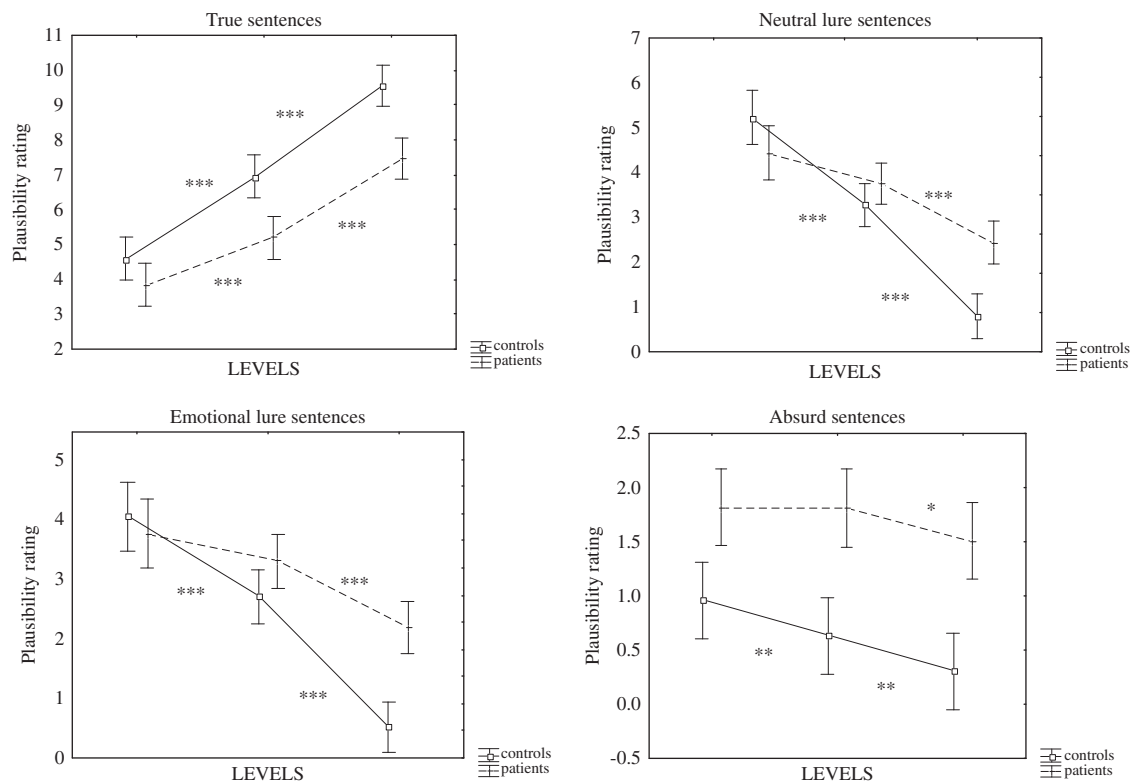 True sentences
11
10
9
8
7
6
5
4
3
2
Plausibility rating
***
***
***
***
LEVELS
controls
patients
Neutral lure sentences
7
6
5
4
3
2
1
0
Plausibility rating
***
***
***
LEVELS
controls
patients
Emotional lure sentences
5
4
3
2
1
0
Plausibility rating
***
***
***
LEVELS
controls
patients
Absurd sentences
2.5
2.0
1.5
1.0
0.5
0.0
-0.5
Plausibility rating
*
**
**
LEVELS
controls
patients